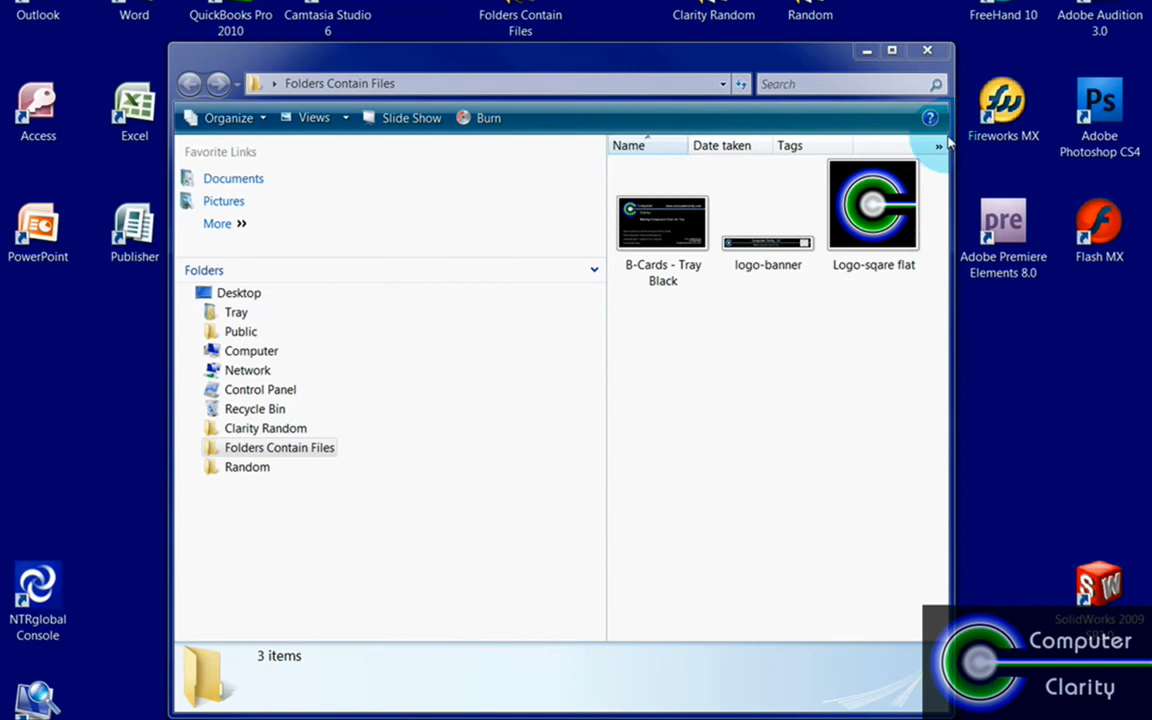 Outlook
Word
QuickBooks Pro
2010
Camtasia Studio
6
Folders Contain
Files
Clarity Random
Random
FreeHand 10
Adobe Audition
3.0
Folders Contain Files
Search
Access
Excel
Organize
Views
Slide Show
Burn
?
Fireworks MX
Ps
Adobe
Photoshop CS4
Favorite Links
Name
Date taken
Tags
»
Documents
Pictures
More »
B-Cards - Tray
Black
logo-banner
Logo-sqare flat
PowerPoint
Publisher
pre
Adobe Premiere
Elements 8.0
Flash MX
Folders
Desktop
Tray
Public
Computer
Network
Control Panel
Recycle Bin
Clarity Random
Folders Contain Files
Random
NTRglobal
Console
SW
SolidWorks 2009
3 items
Computer
Clarity